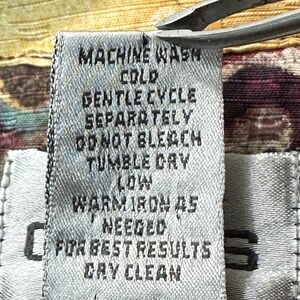 MACHINE WASH
COLD
GENTLE CYCLE
SEPARATELY
DO NOT BLEACH
TUMBLE DRY
LOW
WARM IRON AS
NEEDED
FOR BEST RESULTS
DRY CLEAN